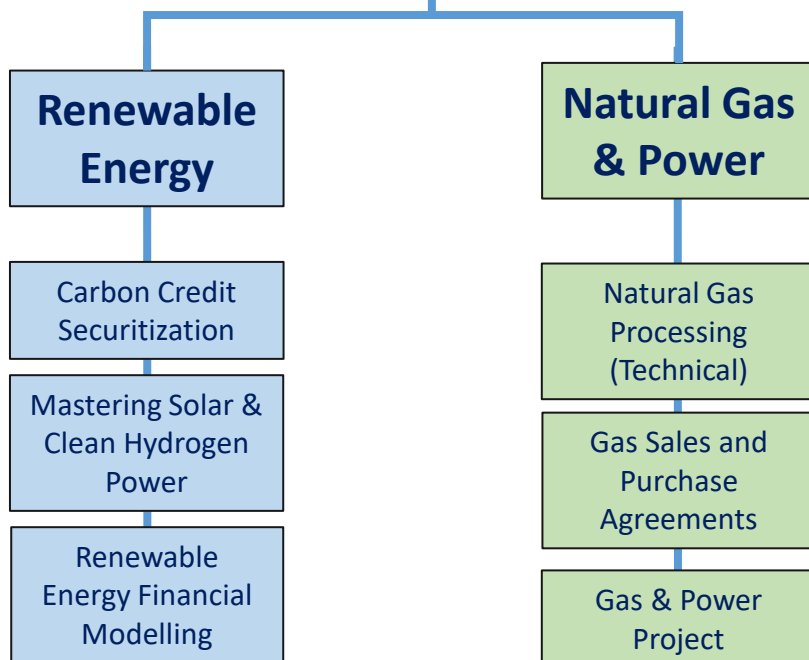 Renewable
Energy
Carbon Credit
Securitization
Mastering Solar &
Clean Hydrogen
Power
Renewable
Energy Financial
Modelling
Natural Gas
& Power
Natural Gas
Processing
(Technical)
Gas Sales and
Purchase
Agreements
Gas & Power
Project